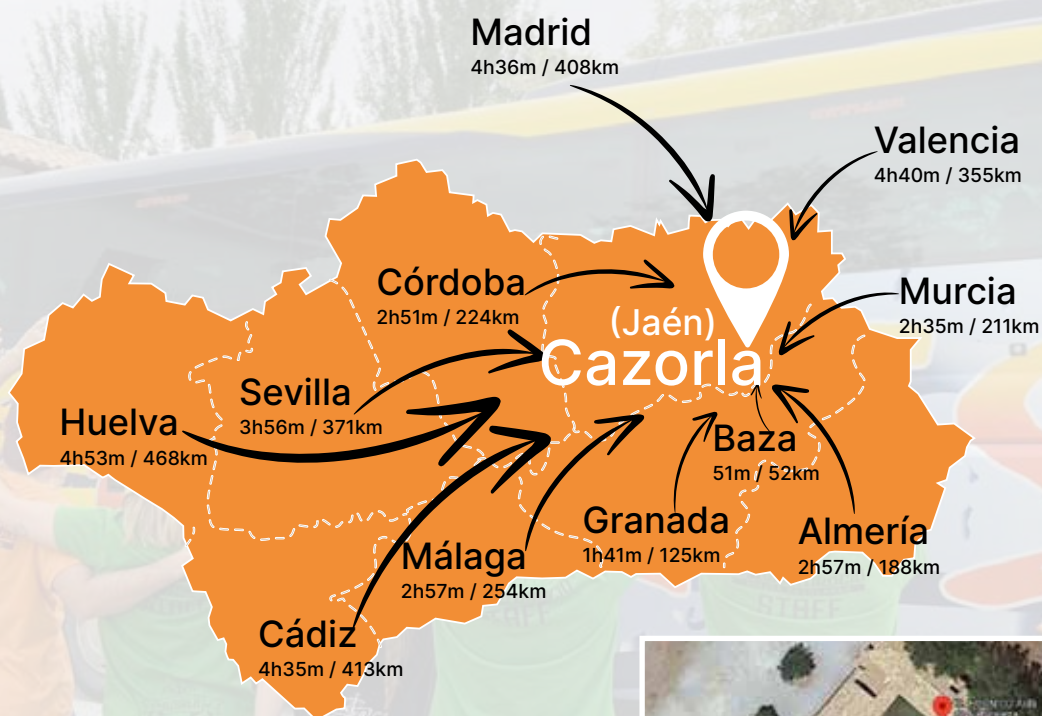 Madrid
4h36m / 408km
Valencia
4h40m / 355km
Córdoba
2h51m / 224km
Murcia
2h35m / 211km
(Jaén)
Cazorla
Sevilla
3h56m / 371km
Huelva
4h53m / 468km
Baza
51m / 52km
Granada
1h41m / 125km
Almería
2h57m / 188km
Málaga
2h57m / 254km
Cádiz
4h35m / 413km
STAFF